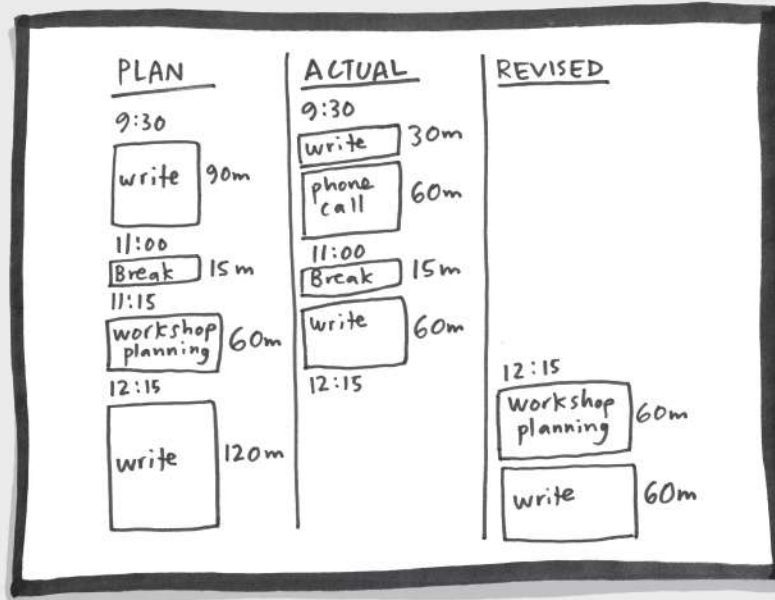 PLAN
9:30
write 90m
11:00
Break 15m
11:15
workshop
planning 60m
12:15
write 120m
ACTUAL
9:30
write 30m
phone
call 60m
11:00
Break 15m
write 60m
12:15
REVISED
12:15
Workshop
planning 60m
write 60m